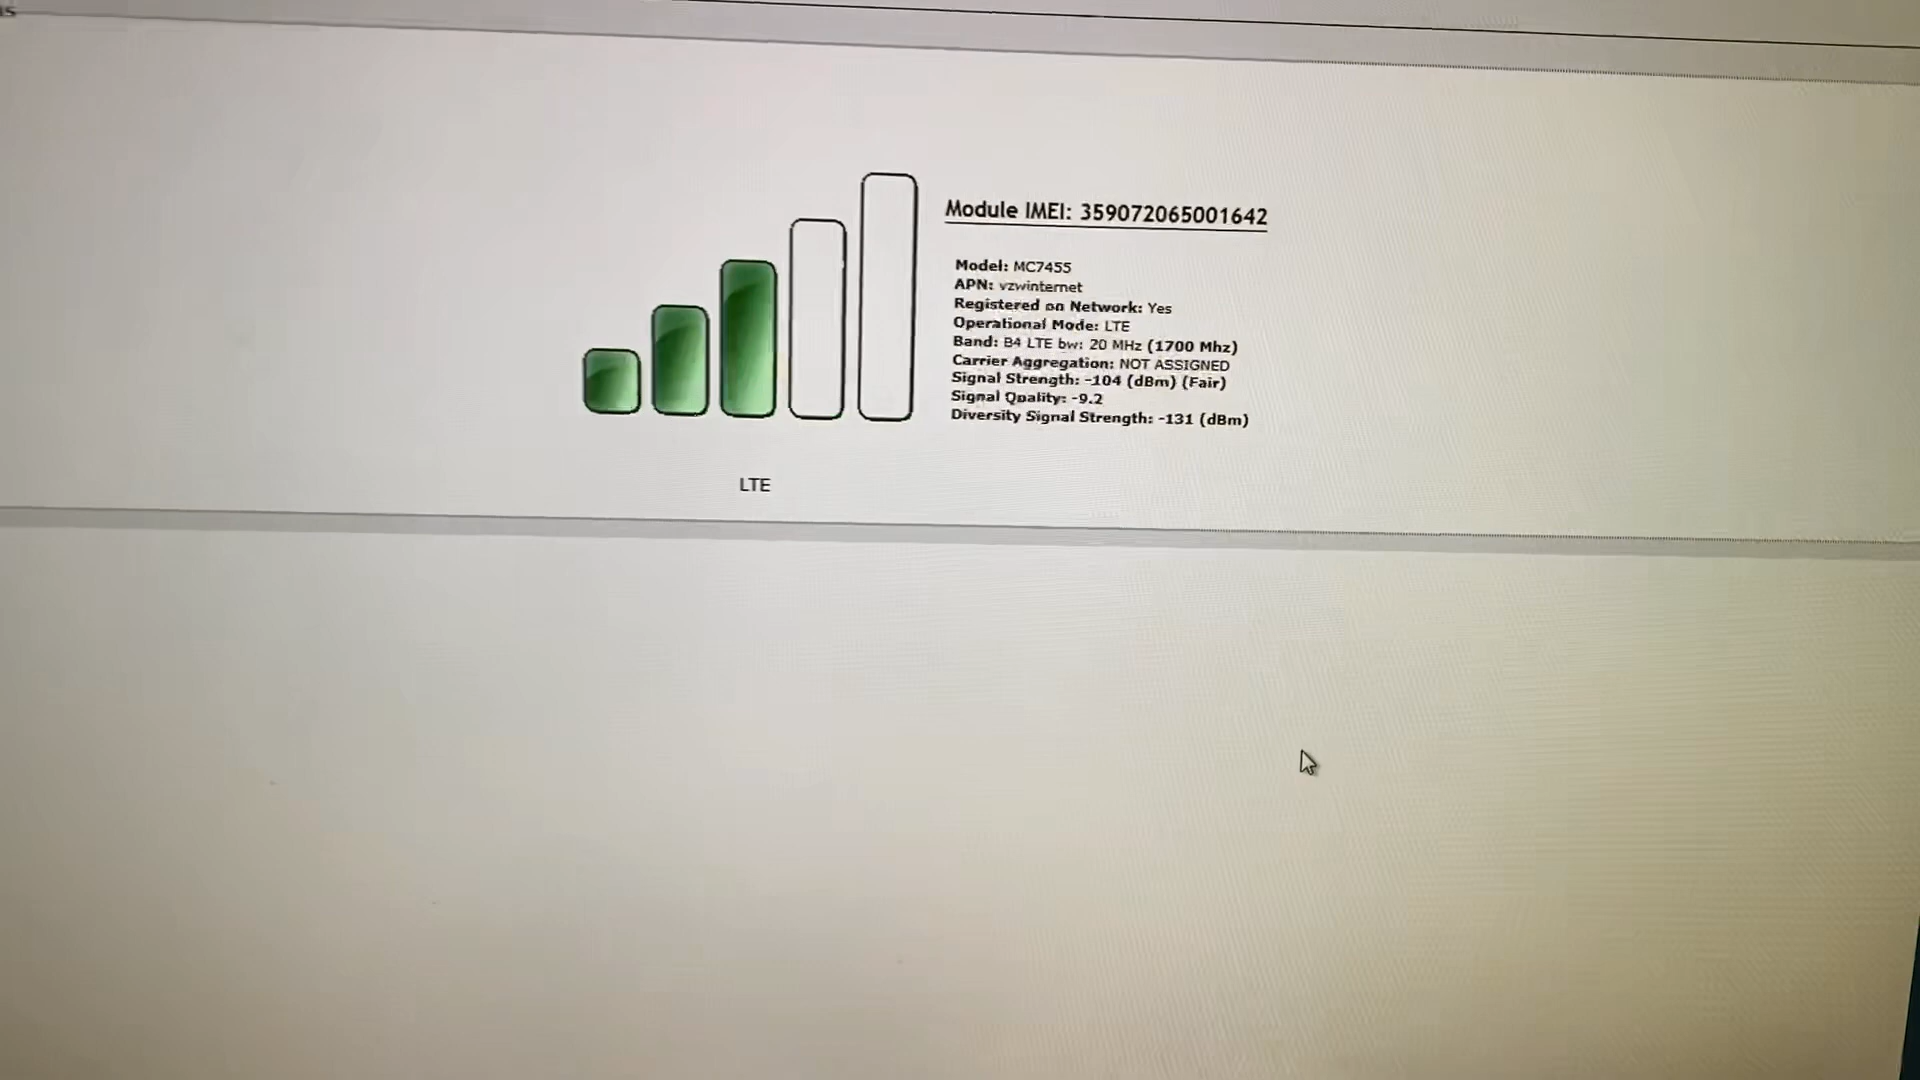 Module IMEI: 359072065001642
Model: MC7455
APN: vzwinternet
Registered on Network: Yes
Operational Mode: LTE
Band: B4 LTE bw: 20 MHz (1700 Mhz)
Carrier Aggregation: NOT ASSIGNED
Signal Strength: -104 (dBm) (Fair)
Signal Quality: -9.2
Diversity Signal Strength: -131 (dBm)
LTE